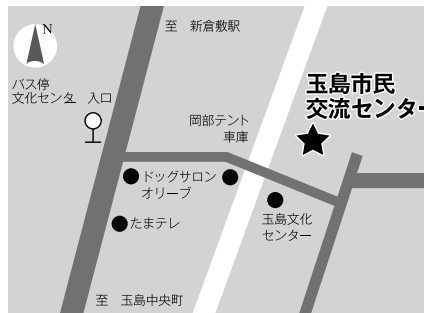 N
至　新倉敷駅
バス停
文化センタ　入口
玉島市民
交流センター
岡部テント
車庫
ドッグサロン
オリーブ
たまテレ
玉島文化
センター
至　玉島中央町